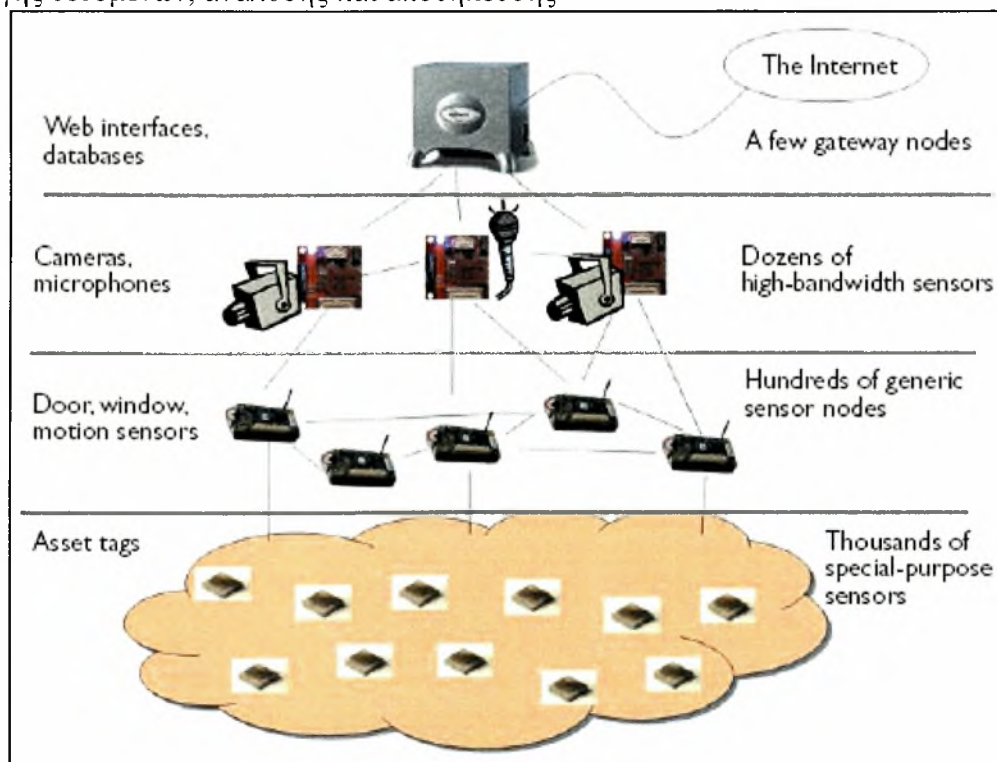 The Internet
Web interfaces,
databases
A few gateway nodes
Cameras,
microphones
Dozens of
high-bandwidth sensors
Door, window,
motion sensors
Hundreds of generic
sensor nodes
Asset tags
Thousands of
special-purpose
sensors